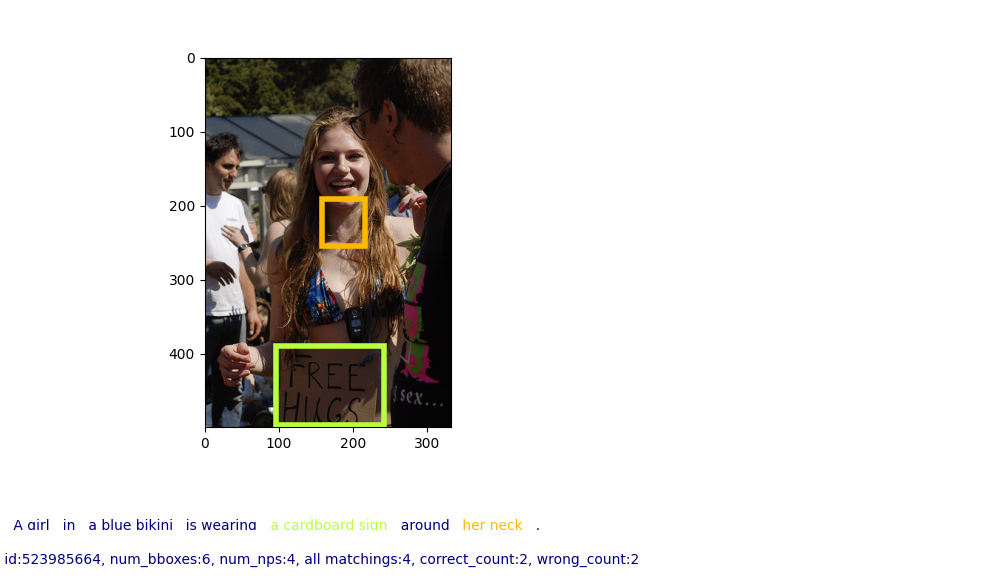 0
100
200
300
400
FREE
HUGS
sex...
0 100 200 300
A girl in a blue bikini is wearing a cardboard sign around her neck .
id:523985664, num_bboxes:6, num_nps:4, all matchings:4, correct_count:2, wrong_count:2